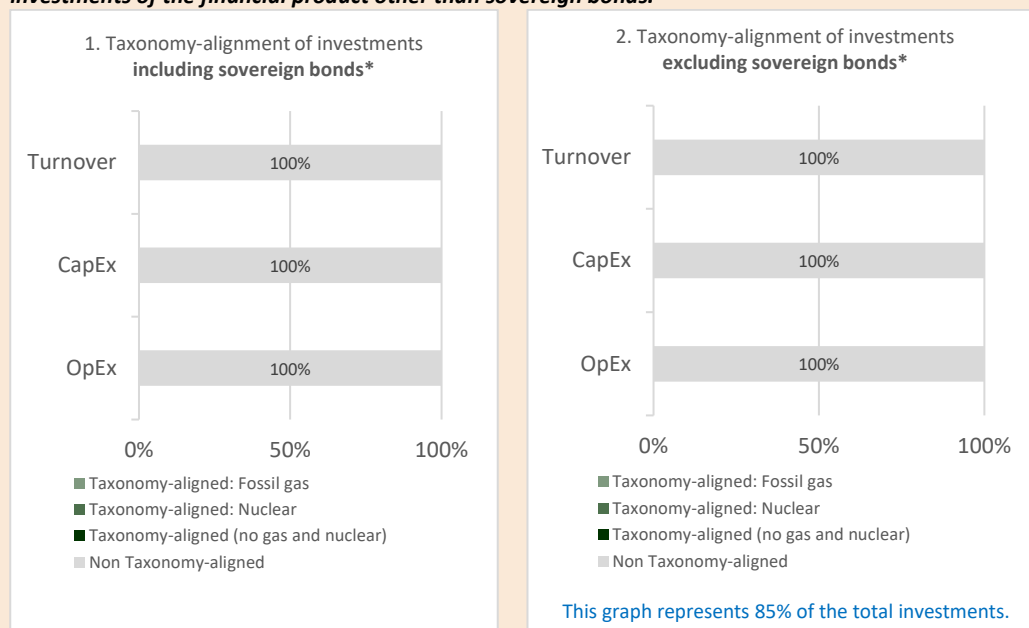 investments of the financial product other than sovereign bonds.
1. Taxonomy-alignment of investments
including sovereign bonds*
Turnover
100%
CapEx
100%
OpEx
100%
0%
50%
100%
Taxonomy-aligned: Fossil gas
Taxonomy-aligned: Nuclear
Taxonomy-aligned (no gas and nuclear)
Non Taxonomy-aligned
2. Taxonomy-alignment of investments
excluding sovereign bonds*
Turnover
100%
CapEx
100%
OpEx
100%
0%
50%
100%
Taxonomy-aligned: Fossil gas
Taxonomy-aligned: Nuclear
Taxonomy-aligned (no gas and nuclear)
Non Taxonomy-aligned
This graph represents 85% of the total investments.